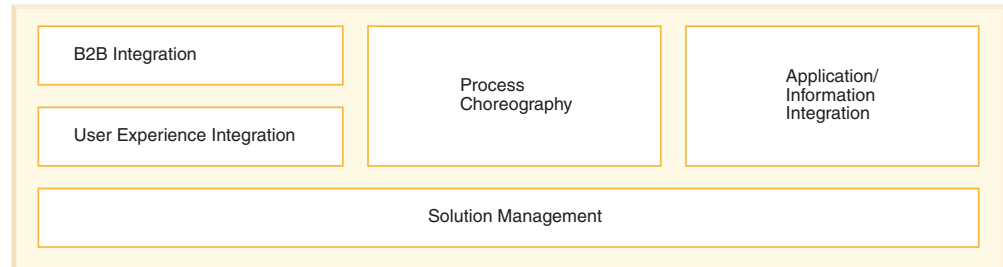 B2B Integration
User Experience Integration
Process
Choreography
Application/
Information
Integration
Solution Management